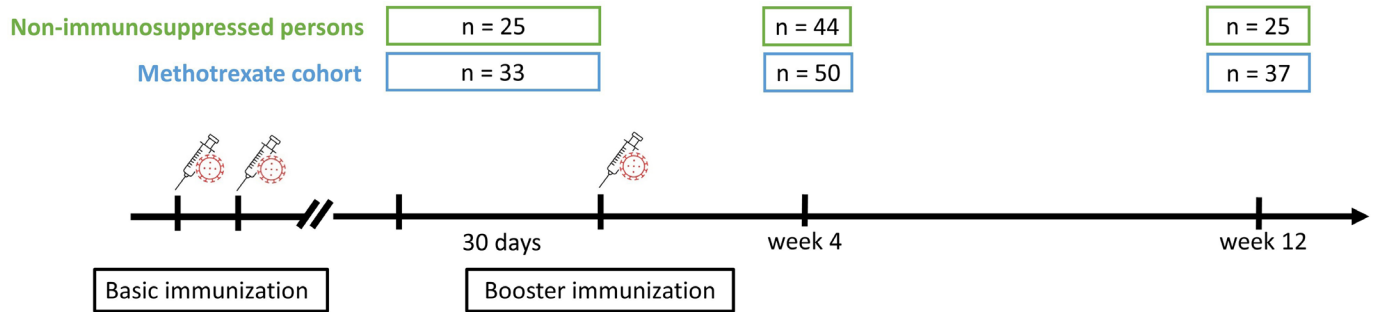 Non-immunosuppressed persons n = 25 n = 44 n = 25
Methotrexate cohort n = 33 n = 50 n = 37
30 days week 4 week 12
Basic immunization Booster immunization